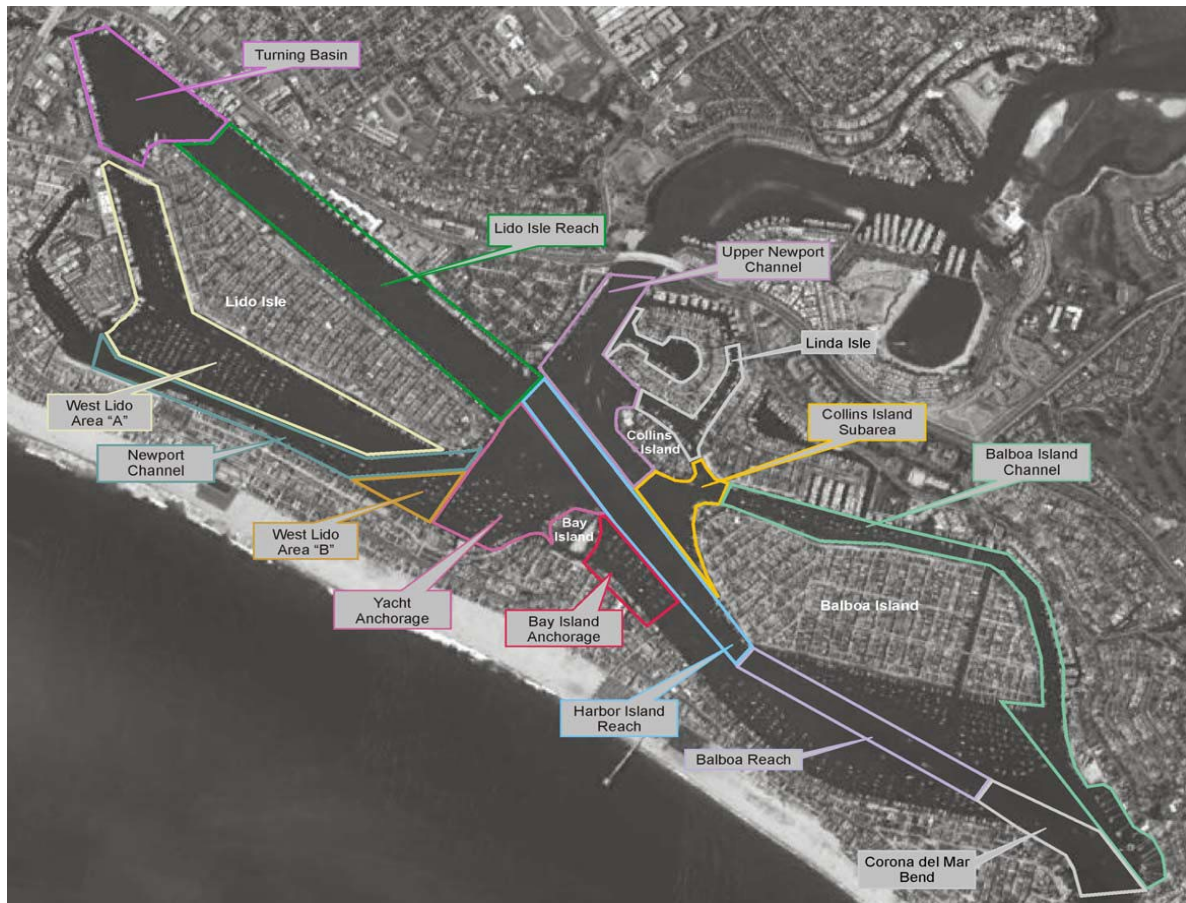 Turning Basin
Lido Isle Reach
Upper Newport
Channel
Lido Isle
Linda Isle
West Lido
Area "A"
Collins Island
Subarea
Newport
Channel
Collins
Island
Balboa Island
Channel
West Lido
Area "B"
Bay
Island
Yacht
Anchorage
Bay Island
Anchorage
Balboa Island
Harbor Island
Reach
Balboa Reach
Corona del Mar
Bend